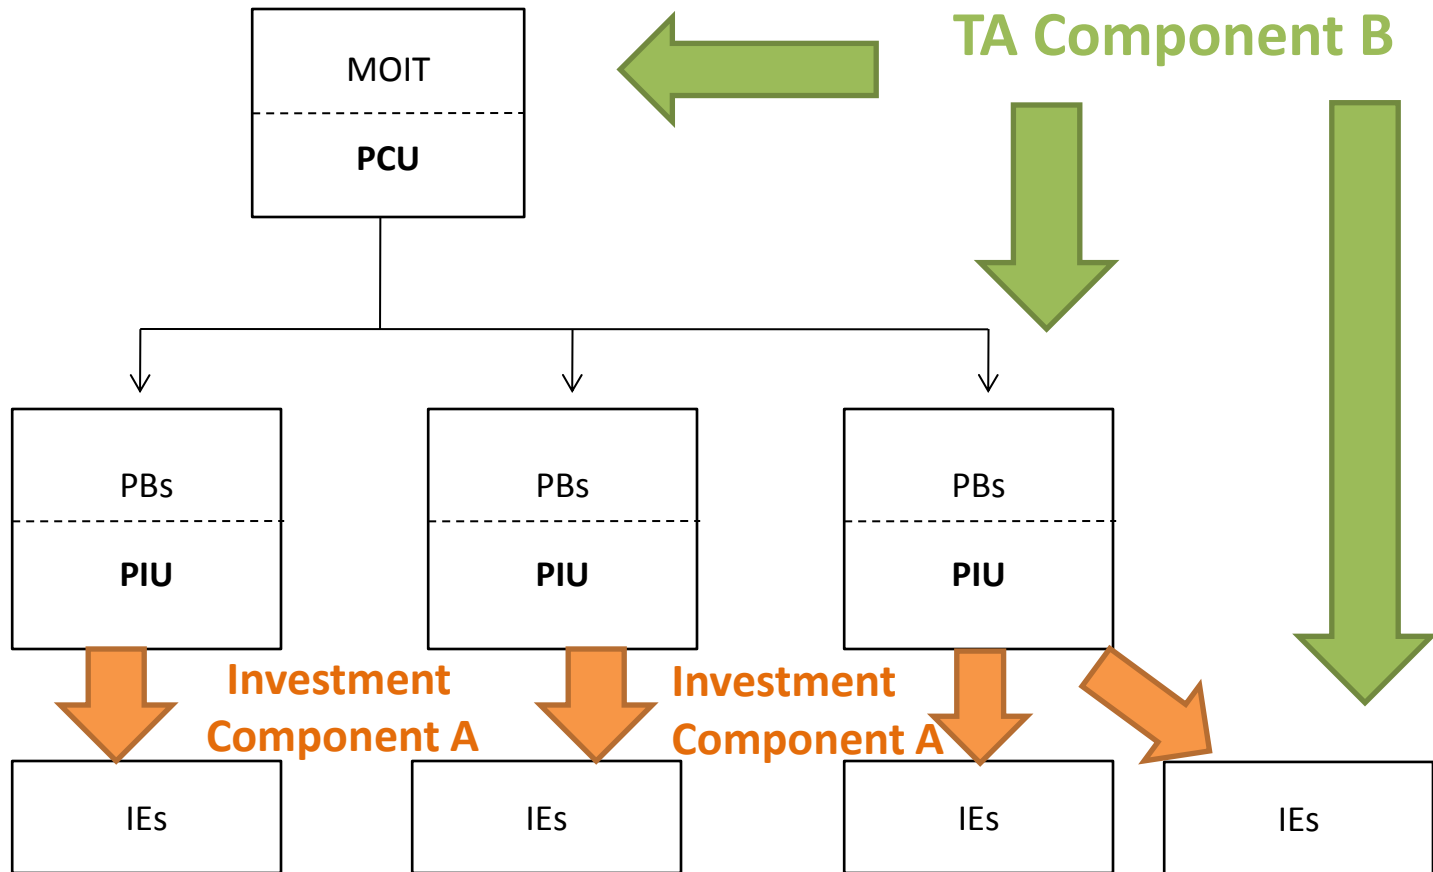 TA Component B
MOIT
PCU
PBs
PIU
PBs
PIU
PBs
PIU
Investment
Component A
Investment
Component A
IEs
IEs
IEs
IEs